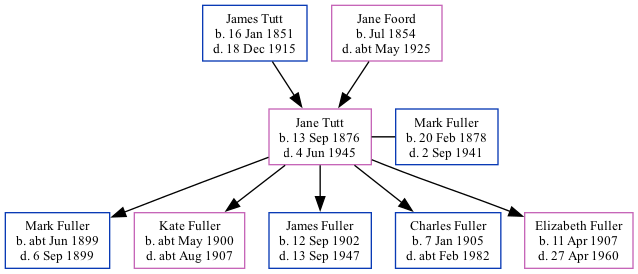 James Tutt
b. 16 Jan 1851
d. 18 Dec 1915
Jane Foord
b. Jul 1854
d. abt May 1925
Jane Tutt
b. 13 Sep 1876
d. 4 Jun 1945
Mark Fuller
b. 20 Feb 1878
d. 2 Sep 1941
Mark Fuller
b. abt Jun 1899
d. 6 Sep 1899
Kate Fuller
b. abt May 1900
d. abt Aug 1907
James Fuller
b. 12 Sep 1902
d. 13 Sep 1947
Charles Fuller
b. 7 Jan 1905
d. abt Feb 1982
Elizabeth Fuller
b. 11 Apr 1907
d. 27 Apr 1960